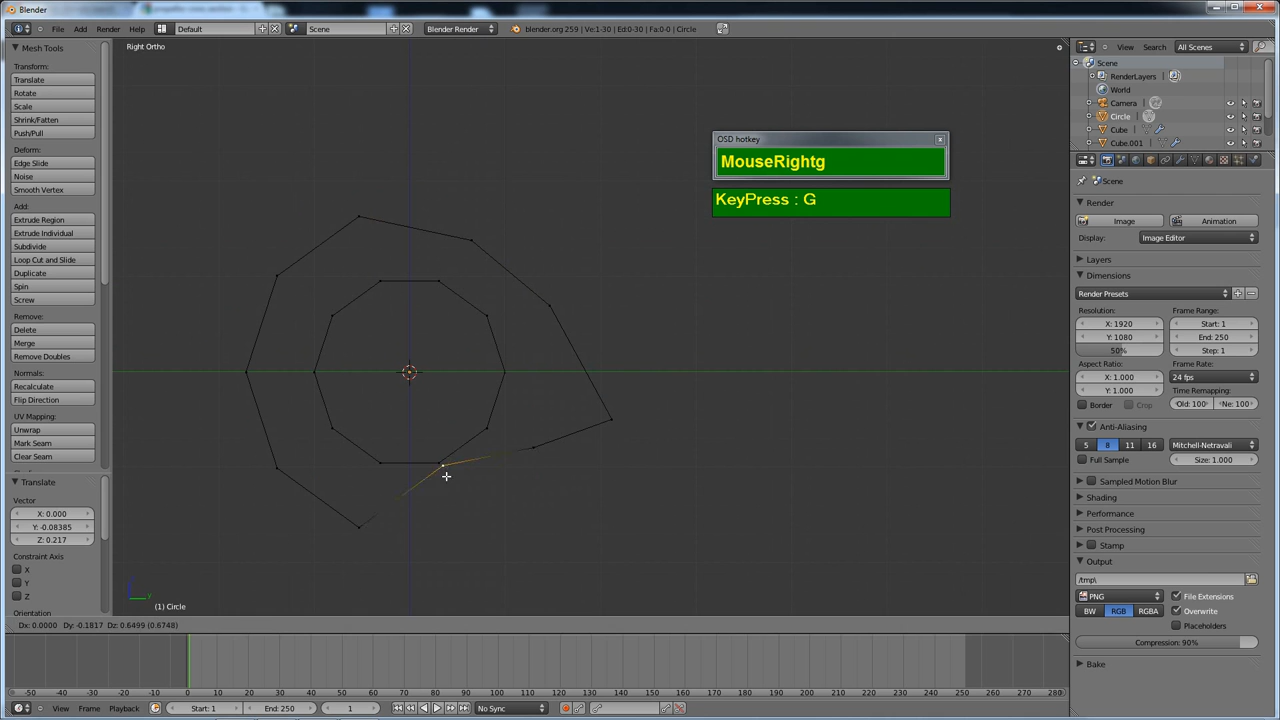 Blender
File Add Render Help Default Scene Blender Render blender.org 259 | Ve:1-30 | Ed:0-30 | Fa:0-0 | Circle
Mesh Tools
Transform:
Translate
Rotate
Scale
Shrink/Fatten
Push/Pull
Deform:
Edge Slide
Noise
Smooth Vertex
Add:
Extrude Region
Extrude Individual
Subdivide
Loop Cut and Slide
Duplicate
Spin
Screw
Remove:
Delete
Merge
Remove Doubles
Normals:
Recalculate
Flip Direction
UV Mapping:
Unwrap
Mark Seam
Clear Seam
Translate
Vector
X: 0.000
Y: -0.08385
Z: 0.217
Constraint Axis
X
Y
Z
Orientation
Right Ortho
OSD hotkey
MouseRightg
KeyPress : G
(1) Circle
Dx: 0.0000 Dy: -0.1817 Dz: 0.6499 (0.6748)
-50 -40 -30 -20 -10 0 10 20 30 40 50 60 70 80 90 100 110 120 130 140 150 160 170 180 190 200 210 220 230 240 250 260 270 280
View Frame Playback Start: 1 End: 250 1 No Sync
View Search All Scenes
Scene
RenderLayers
World
Camera
Circle
Cube
Cube.001
Scene
Render
Image Animation
Display: Image Editor
Layers
Dimensions
Render Presets
Resolution: Frame Range:
X: 1920 Start: 1
Y: 1080 End: 250
50% Step: 1
Aspect Ratio: Frame Rate:
X: 1.000 24 fps
Y: 1.000 Time Remapping:
Border Crop Old: 100 Ne: 100
Anti-Aliasing
5 8 11 16 Mitchell-Netravali
Full Sample Size: 1.000
Sampled Motion Blur
Shading
Performance
Post Processing
Stamp
Output
/tmp\
PNG File Extensions
BW RGB RGBA Overwrite
Placeholders
Compression: 90%
Bake